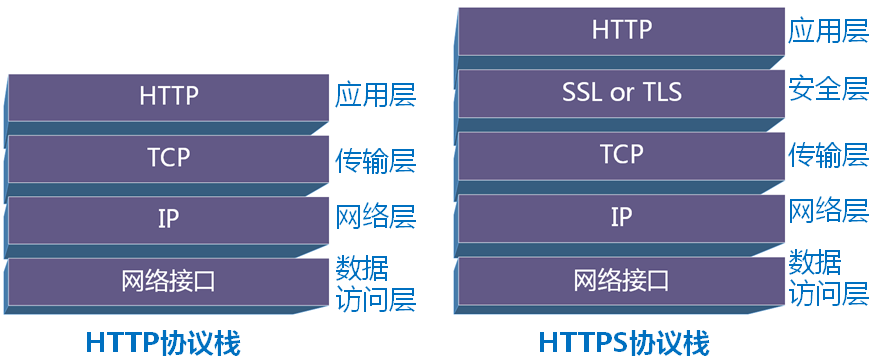 HTTP
应用层
TCP
传输层
IP
网络层
网络接口
数据
访问层
HTTP协议栈
HTTP
应用层
SSL or TLS
安全层
TCP
传输层
IP
网络层
网络接口
数据
访问层
HTTPS协议栈